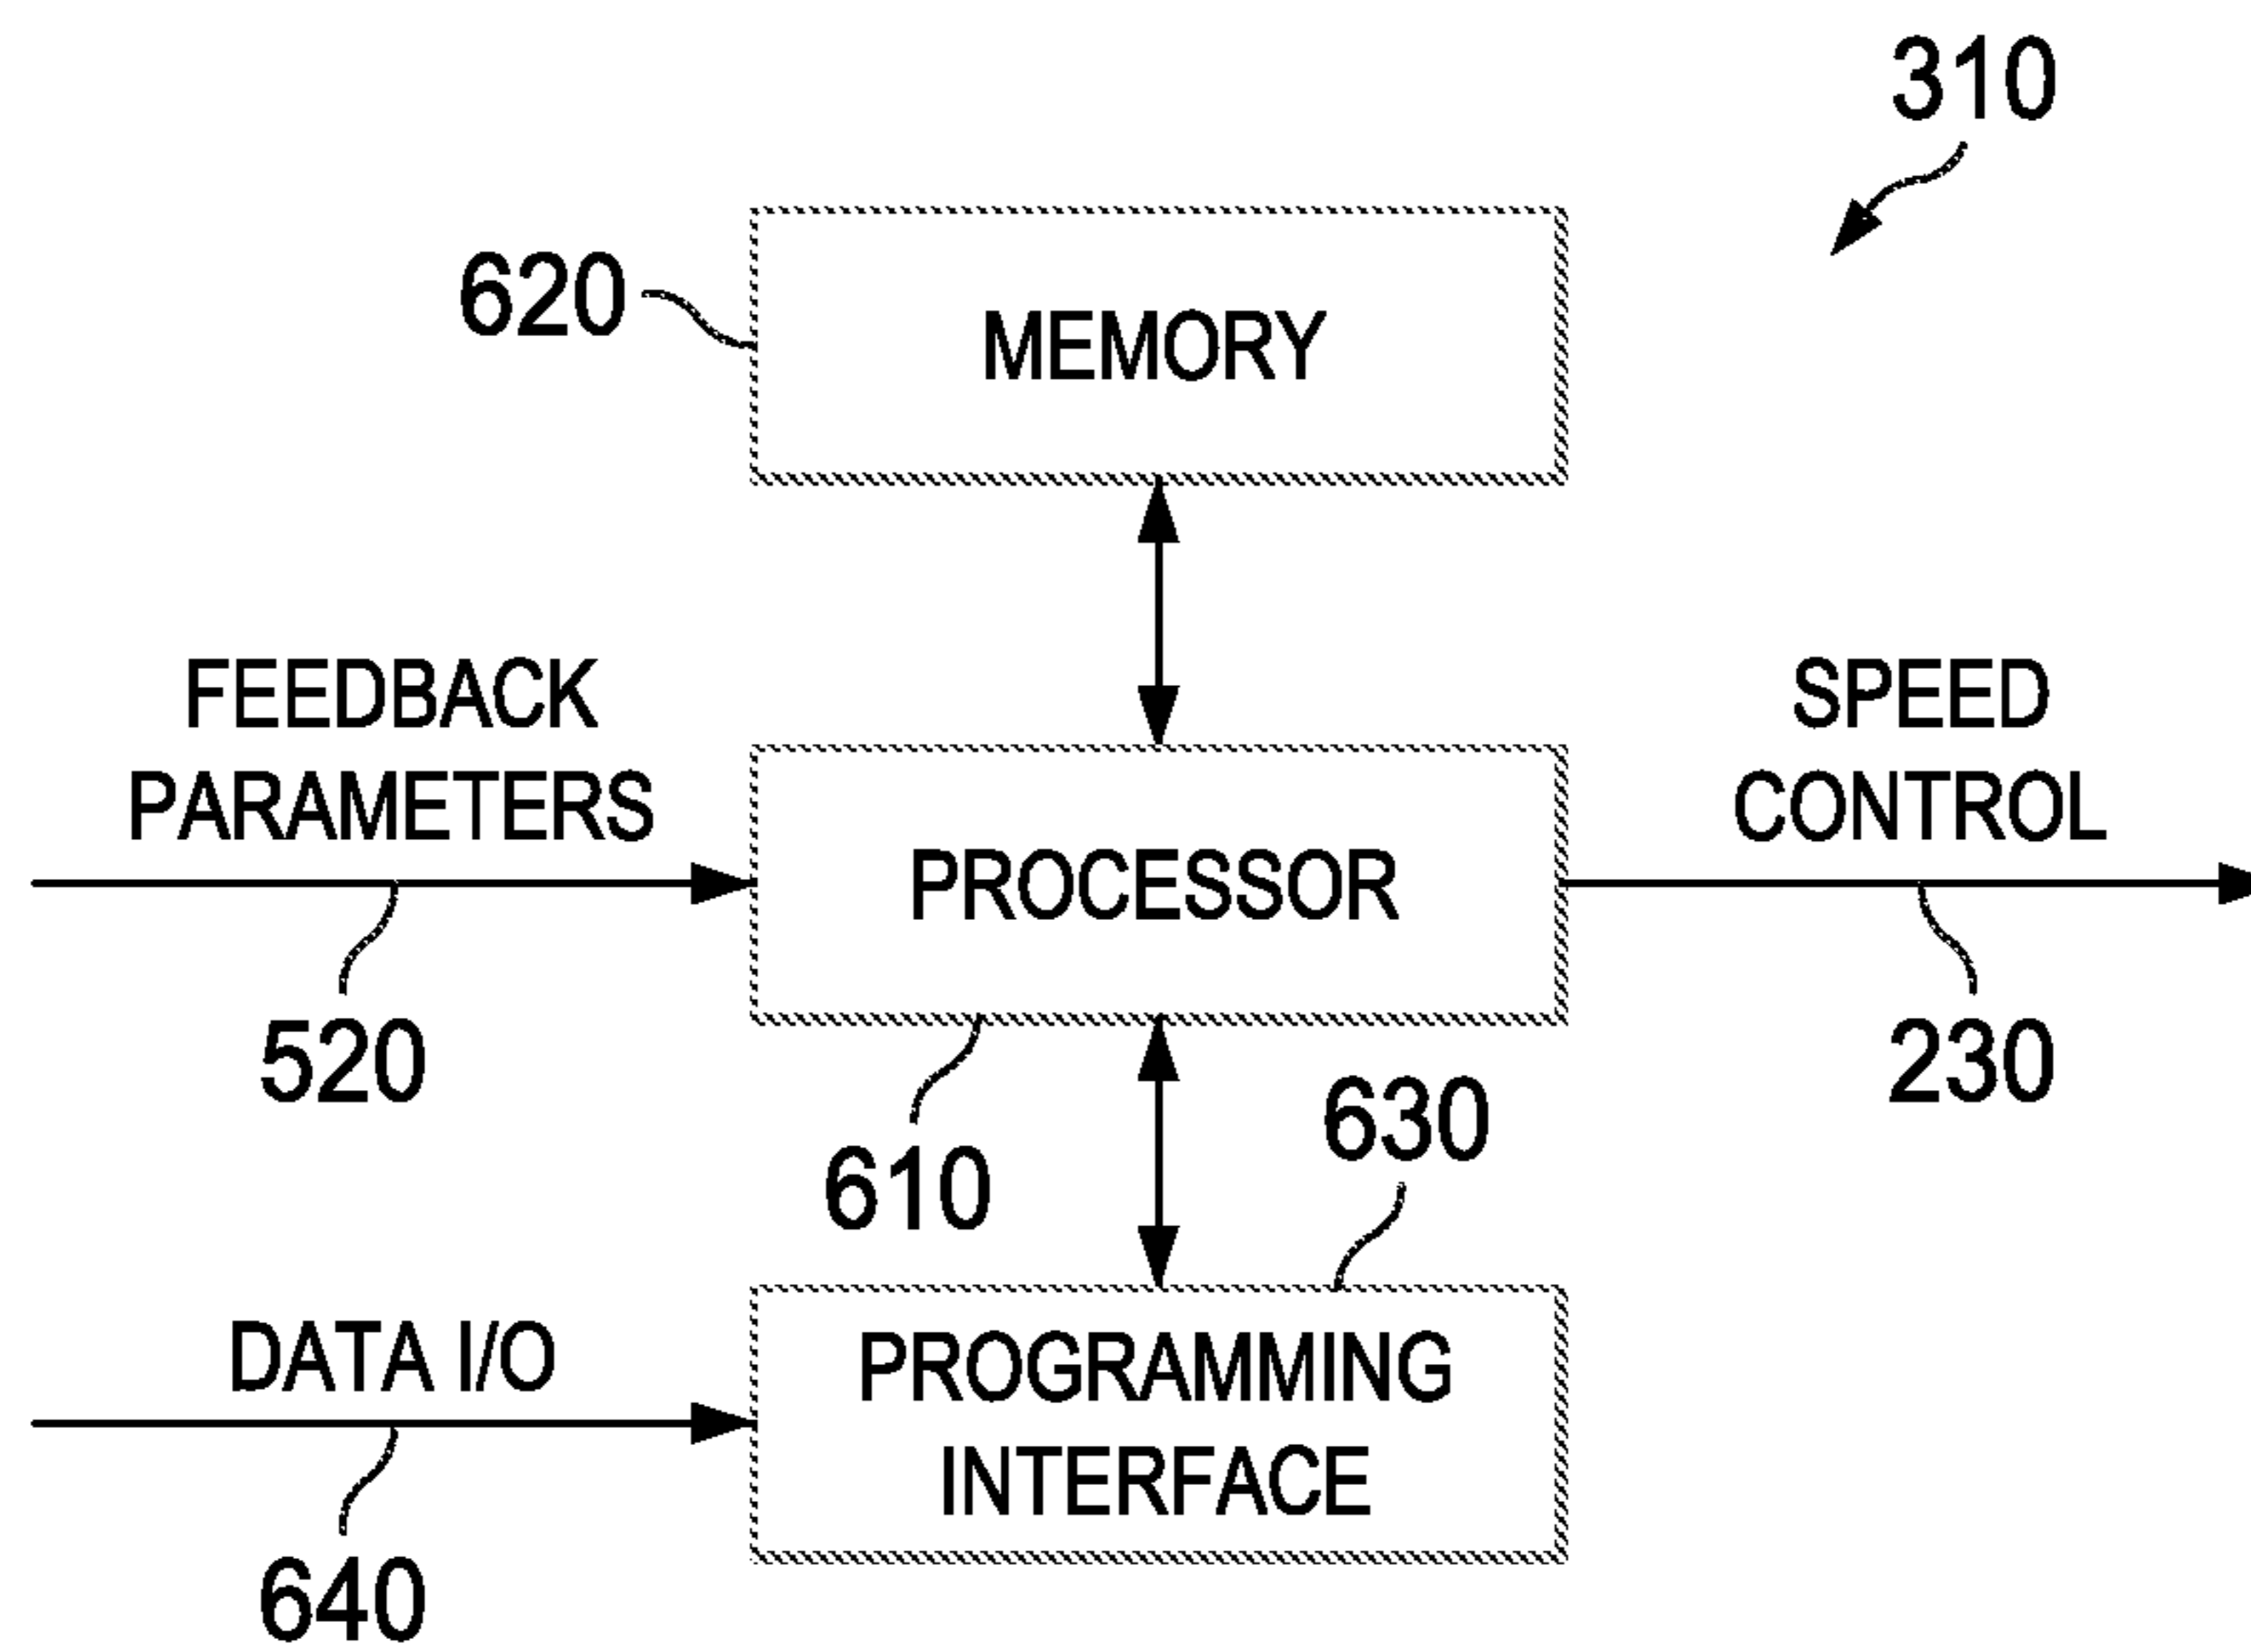 310
620
MEMORY
FEEDBACK
PARAMETERS
SPEED
CONTROL
PROCESSOR
520
230
610
630
DATA I/O
PROGRAMMING
INTERFACE
640